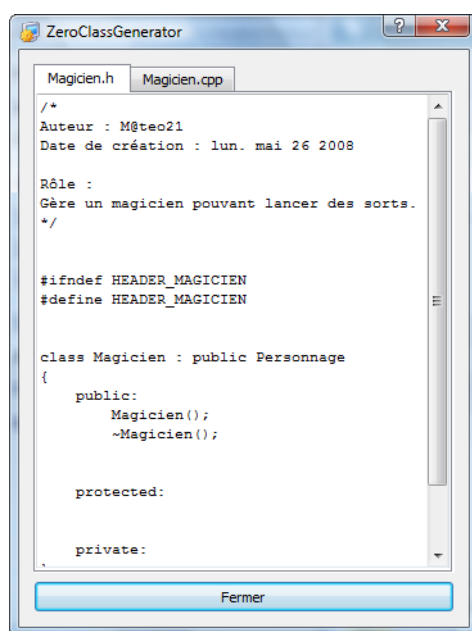 ZeroClassGenerator
Magicien.h Magicien.cpp
/*
Auteur : M@teo21
Date de création : lun. mai 26 2008
Rôle :
Gère un magicien pouvant lancer des sorts.
*/
#ifndef HEADER_MAGICIEN
#define HEADER_MAGICIEN
class Magicien : public Personnage
{
public:
Magicien();
~Magicien();
protected:
private:
Fermer